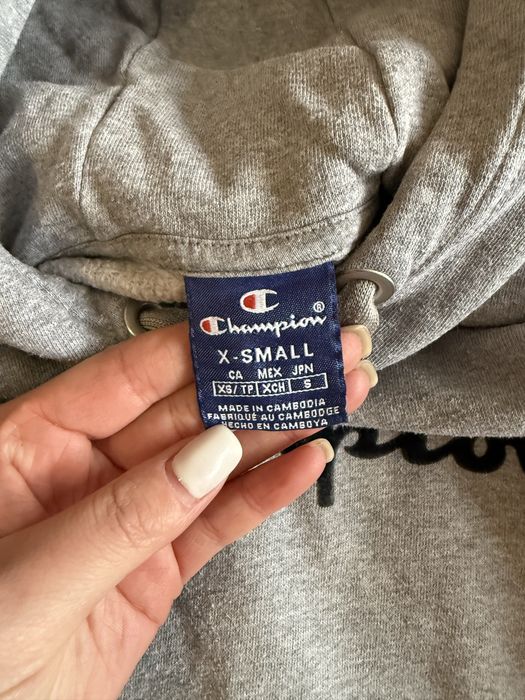 Champion®
X-SMALL
CA MEX JPN
XS/TP XCH S
MADE IN CAMBODIA
FABRIQUÉ AU CAMBODGE
HECHO EN CAMBOYA